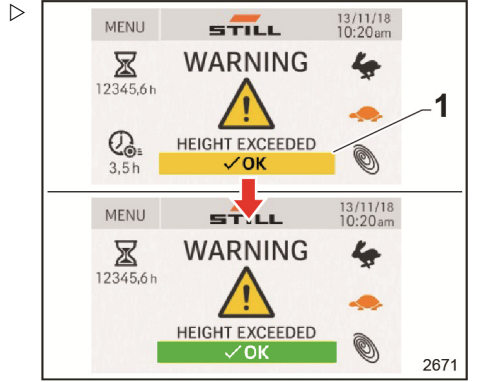 MENU
STILL
13/11/18
10:20am
12345,6h
WARNING
HEIGHT EXCEEDED
3,5h
✓OK
1
MENU
STILL
13/11/18
10:20am
12345,6h
WARNING
HEIGHT EXCEEDED
✓OK
2671